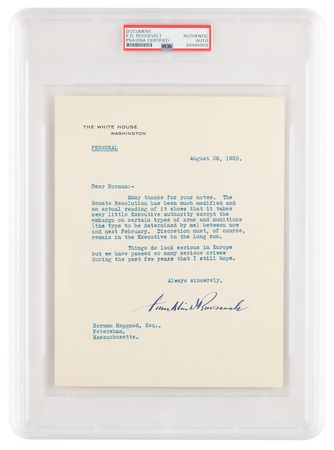 DOCUMENT
F.D. ROOSEVELT
PSA/DNA CERTIFIED
AUTHENTIC
AUTO
PSA
84465955
THE WHITE HOUSE
WASHINGTON
PERSONAL
August 28, 1935.
Dear Norman:-
Many thanks for your notes. The
Senate Resolution has been much modified and
an actual reading of it shows that it takes
away little Executive authority except the
embargo on certain types of arms and munitions
(the type to be determined by me) between now
and next February. Discretion must, of course,
remain in the Executive in the long run.
Things do look serious in Europe
but we have passed so many serious crises
during the past few years that I still hope.
Always sincerely,
Franklin D Roosevelt
Norman Hapgood, Esq.,
Petersham,
Massachusetts.